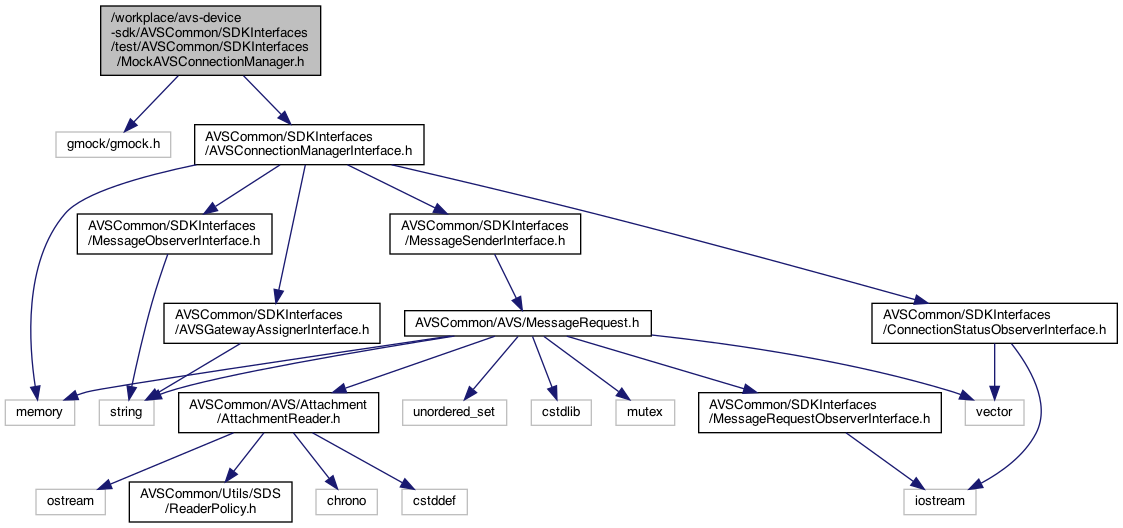 /workplace/avs-device
-sdk/AVSCommon/SDKInterfaces
/test/AVSCommon/SDKInterfaces
/MockAVSConnectionManager.h
gmock/gmock.h
AVSCommon/SDKInterfaces
/AVSConnectionManagerInterface.h
AVSCommon/SDKInterfaces
/MessageObserverInterface.h
AVSCommon/SDKInterfaces
/MessageSenderInterface.h
AVSCommon/SDKInterfaces
/AVSGatewayAssignerInterface.h
AVSCommon/AVS/MessageRequest.h
AVSCommon/SDKInterfaces
/ConnectionStatusObserverInterface.h
memory
string
AVSCommon/AVS/Attachment
/AttachmentReader.h
unordered_set
cstdlib
mutex
AVSCommon/SDKInterfaces
/MessageRequestObserverInterface.h
vector
ostream
AVSCommon/Utils/SDS
/ReaderPolicy.h
chrono
cstddef
iostream